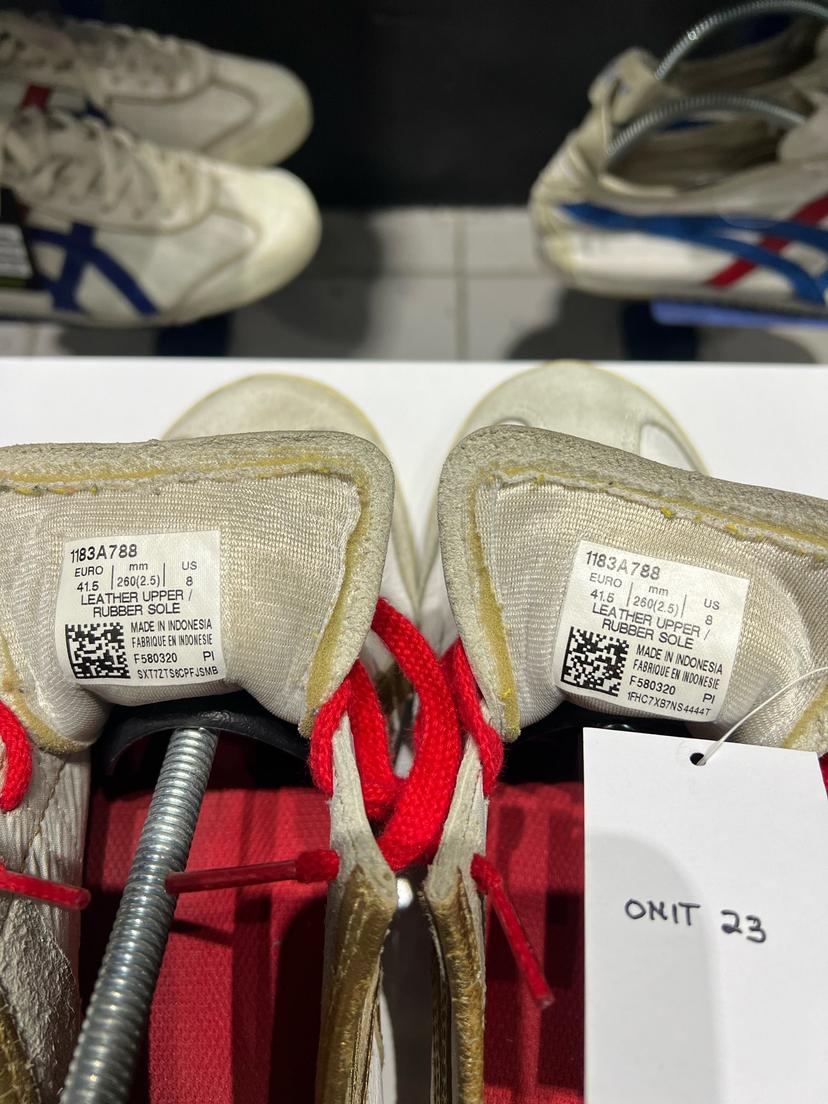 1183A788
EURO mm US
41.5 260(2.5) 8
LEATHER UPPER /
RUBBER SOLE
MADE IN INDONESIA
FABRIQUE EN INDONESIE
F580320 PI
SXT7ZTS6CPFJSMB
1183A788
EURO mm US
41.5 260(2.5) 8
LEATHER UPPER /
RUBBER SOLE
MADE IN INDONESIA
FABRIQUE EN INDONESIE
F580320 PI
1FHC7XB7NS4444T
ONIT 23